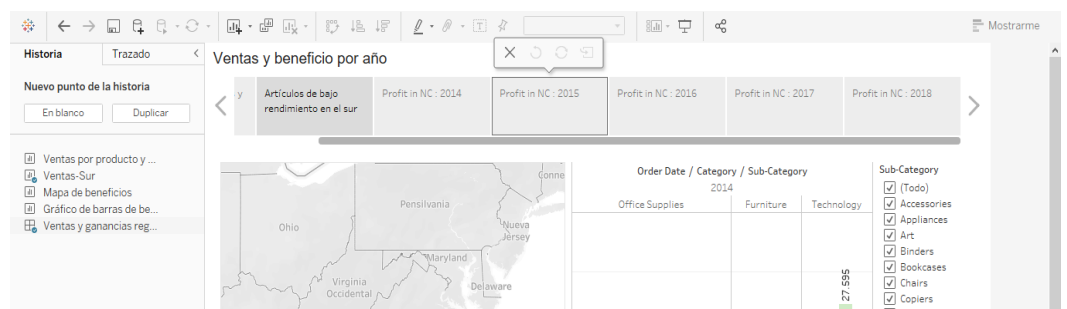 Mostrarme
Historia
Trazado
Nuevo punto de la historia
En blanco
Duplicar
Ventas por producto y ...
Ventas-Sur
Mapa de beneficios
Gráfico de barras de be...
Ventas y ganancias reg...
Ventas y beneficio por año
y
Artículos de bajo
rendimiento en el sur
Profit in NC : 2014
Profit in NC : 2015
Profit in NC : 2016
Profit in NC : 2017
Profit in NC : 2018
Conne
Pensilvania
Ohio
Nueva
Jersey
Maryland
Virginia
Occidental
Delaware
Order Date / Category / Sub-Category
2014
Office Supplies
Furniture
Technology
27.595
Sub-Category
(Todo)
Accessories
Appliances
Art
Binders
Bookcases
Chairs
Copiers